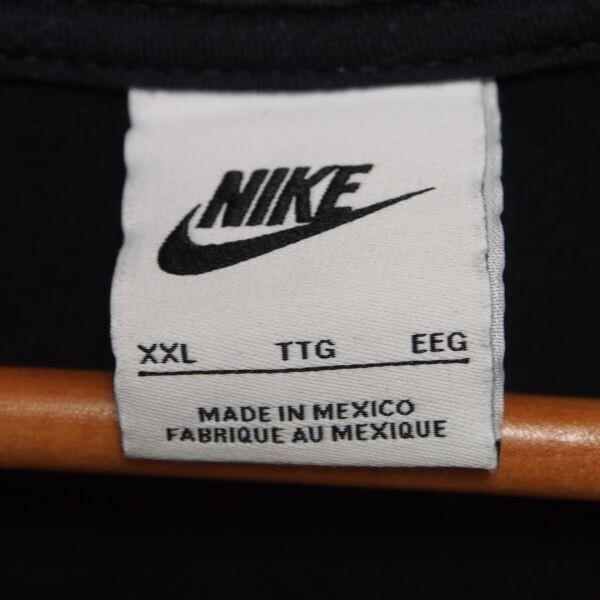 NIKE
XXL TTG EEG
MADE IN MEXICO
FABRIQUE AU MEXIQUE